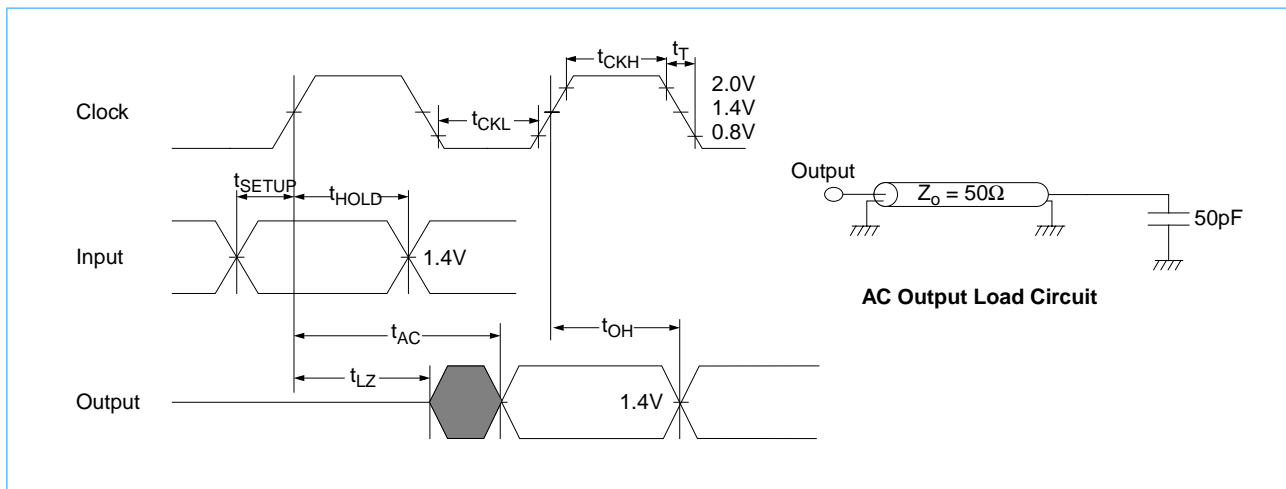 tCKH
tT
2.0V
Clock
1.4V
tCKL
0.8V
tSETUP
tHOLD
Output
Zo = 50Ω
50pF
Input
1.4V
AC Output Load Circuit
tAC
tOH
tLZ
Output
1.4V